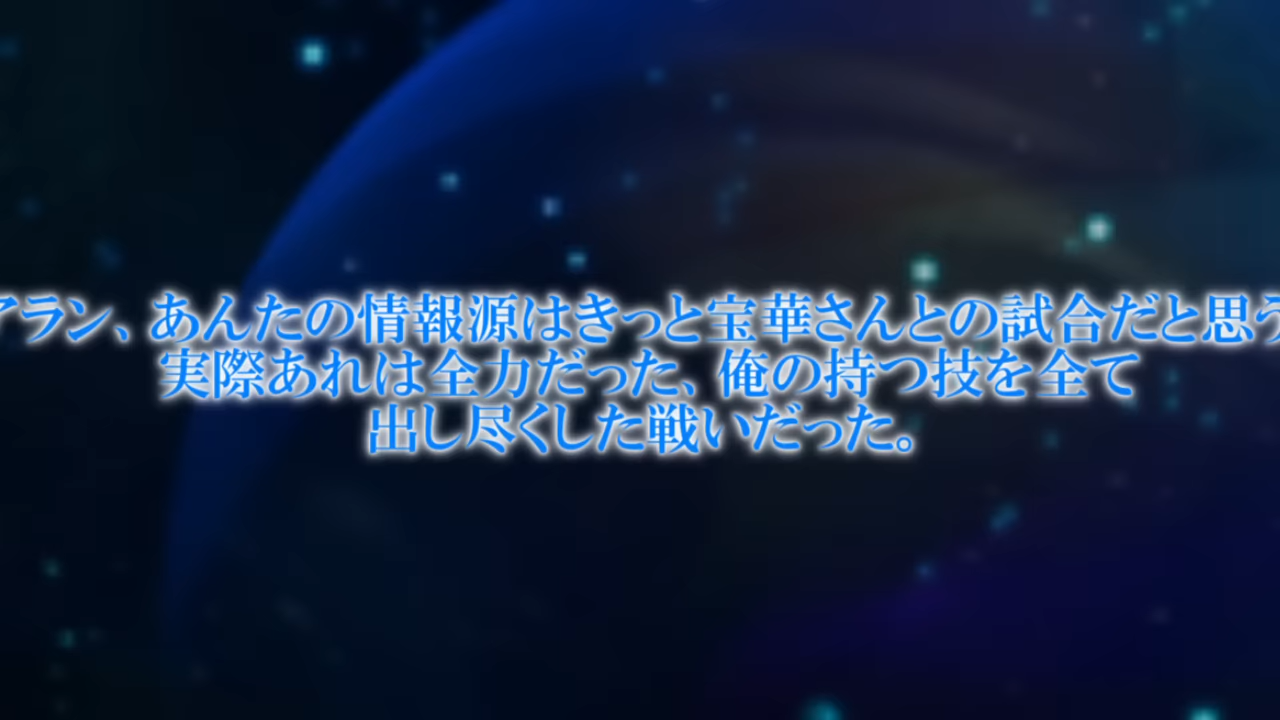 アラン、あんたの情報源はきっと宝華さんとの試合だと思う
実際あれは全力だった、俺の持つ技を全て
出し尽くした戦いだった。